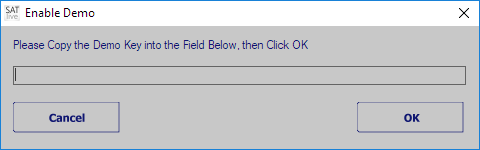 SAT
live
Enable Demo
Please Copy the Demo Key into the Field Below, then Click OK
Cancel
OK